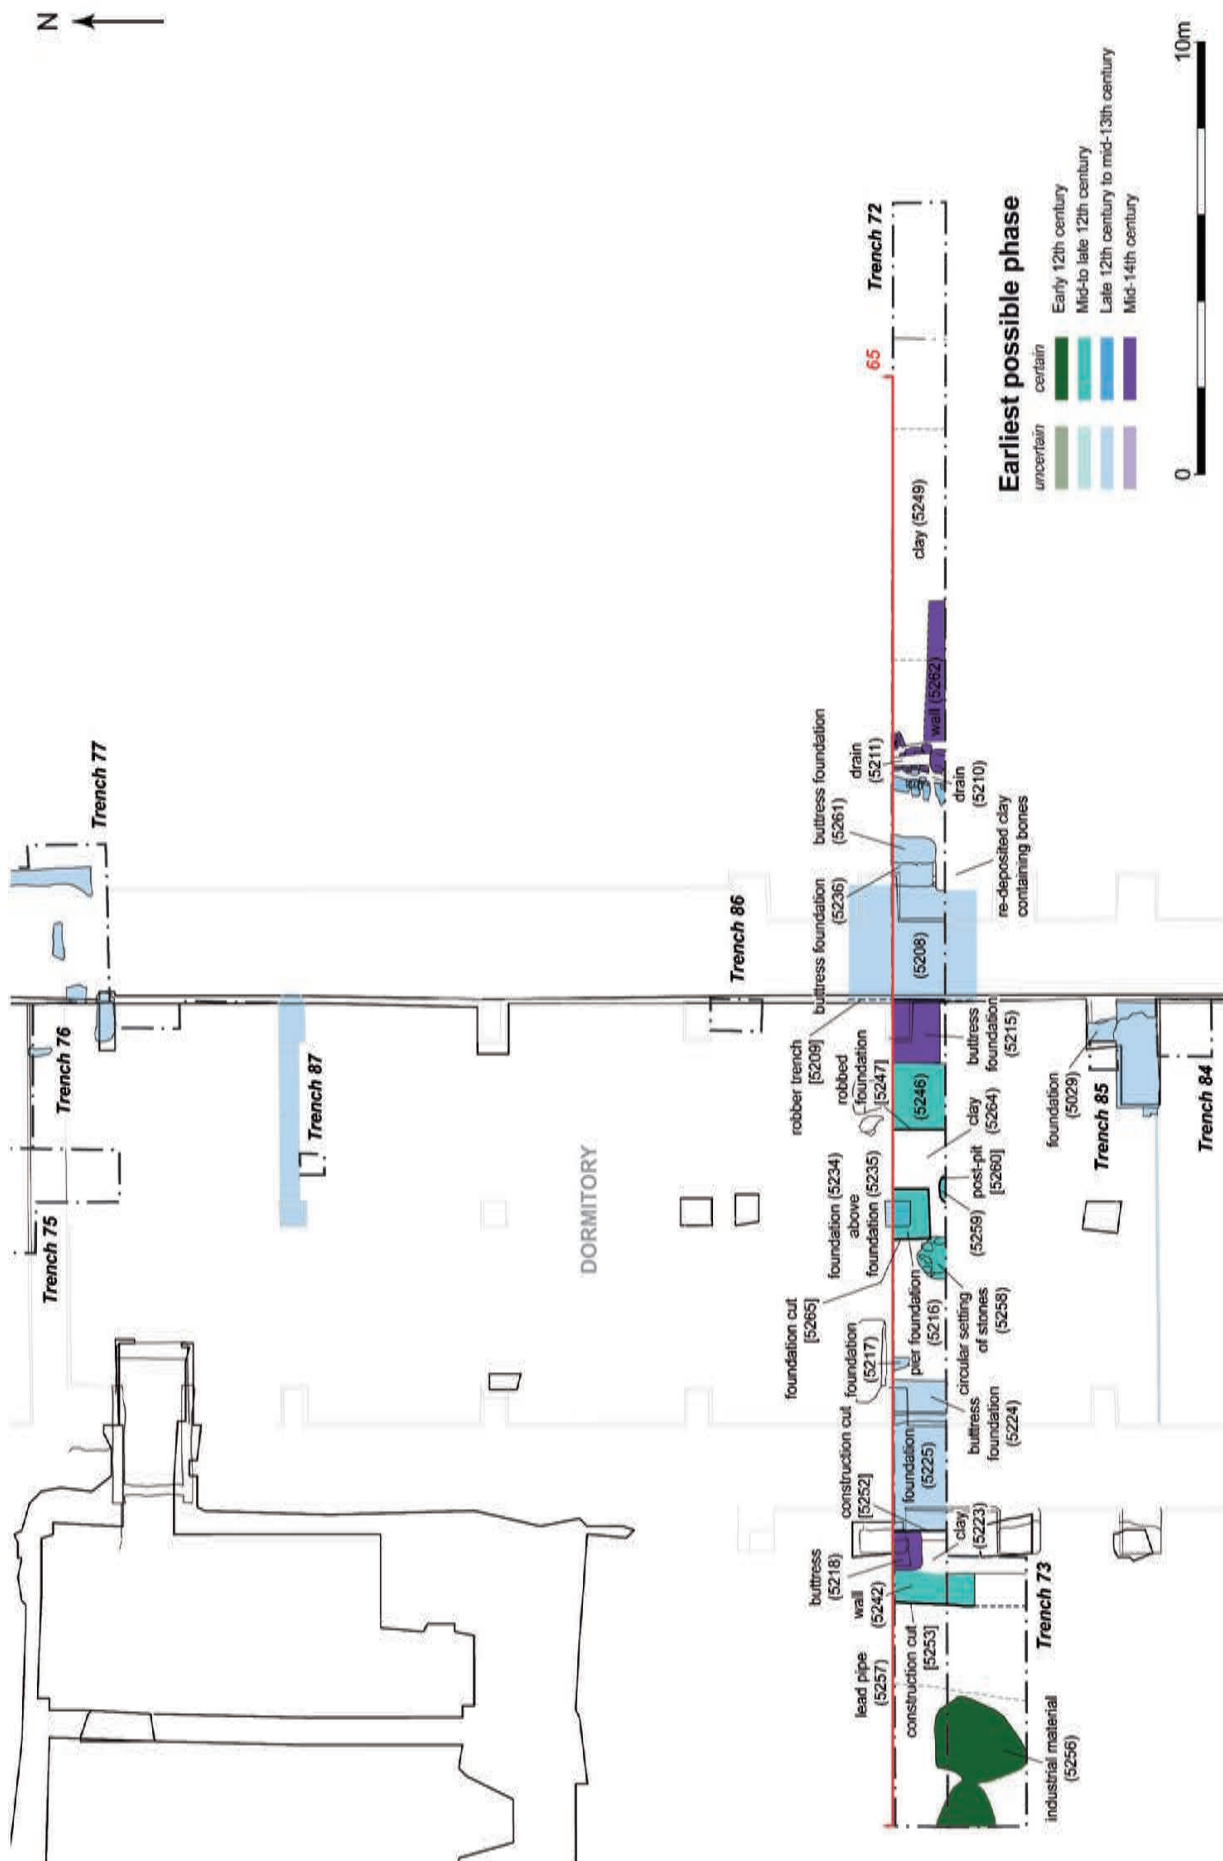 N
Trench 77
Trench 76
Trench 75
Trench 87
Trench 86
DORMITORY
Trench 72
65
clay (5249)
wall (5262)
drain
(5211)
drain
(5210)
buttress foundation
(5261)
buttress foundation
(5236)
re-deposited clay
containing bones
(5208)
robber trench
[5209]
robbed
foundation
[5247]
buttress
foundation
(5215)
(5246)
clay
(5264)
foundation (5234)
above
foundation (5235)
post-pit
[5260]
(5259)
foundation cut
[5265]
pier foundation
(5216)
circular setting
of stones
(5258)
foundation
(5217)
buttress
foundation
(5224)
foundation
(5225)
construction cut
[5252]
clay
(5223)
buttress
(5218)
wall
(5242)
construction cut
[5253]
lead pipe
(5257)
industrial material
(5256)
Trench 73
foundation
(5029)
Trench 85
Trench 84
Earliest possible phase
uncertain
certain
Early 12th century
Mid-to late 12th century
Late 12th century to mid-13th century
Mid-14th century
0
10m